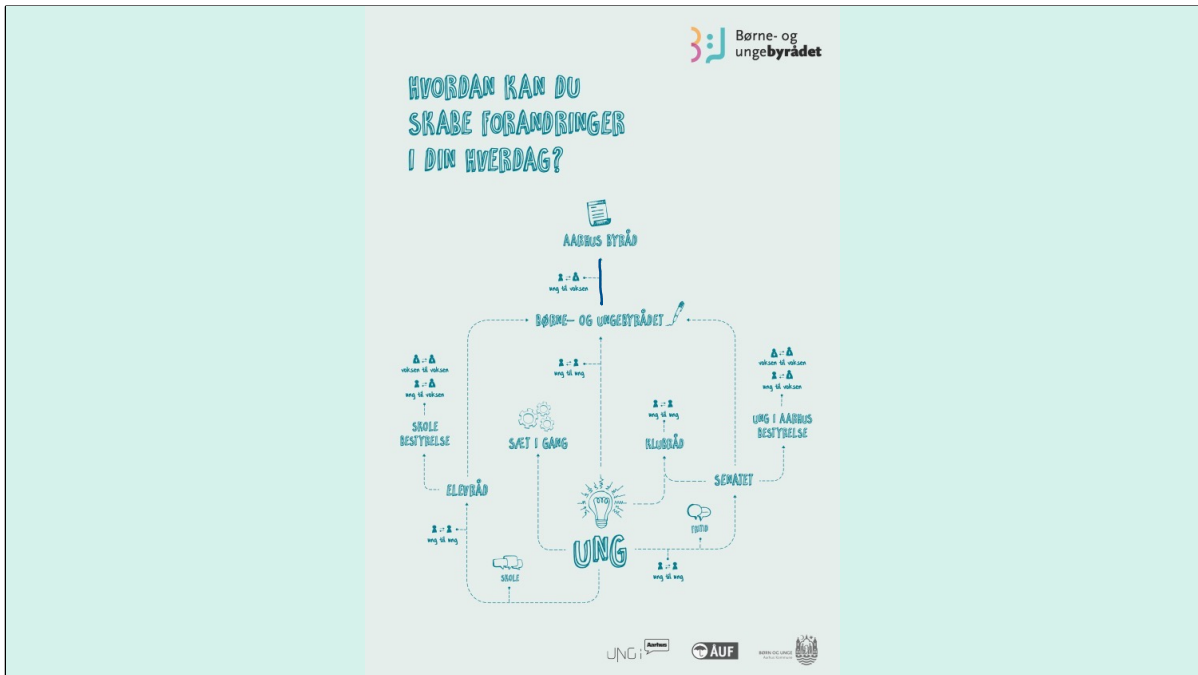 Børne- og
ungebyrådet
HVORDAN KAN DU
SKABE FORANDRINGER
I DIN HVERDAG?
AARHUS BYRÅD
ung til voksen
BØRNE- OG UNGEBYRÅDET
voksen til voksen
ung til voksen
ung til ung
voksen til voksen
ung til voksen
ung til ung
SKOLE
BESTYRELSE
SÆT I GANG
KLUBRÅD
UNG I AARHUS
BESTYRELSE
ELEVRÅD
SENATET
ung til ung
FRITID
UNG
SKOLE
ung til ung
UNG i Aarhus
ÅUF
BØRN OG UNGE
Aarhus Kommune